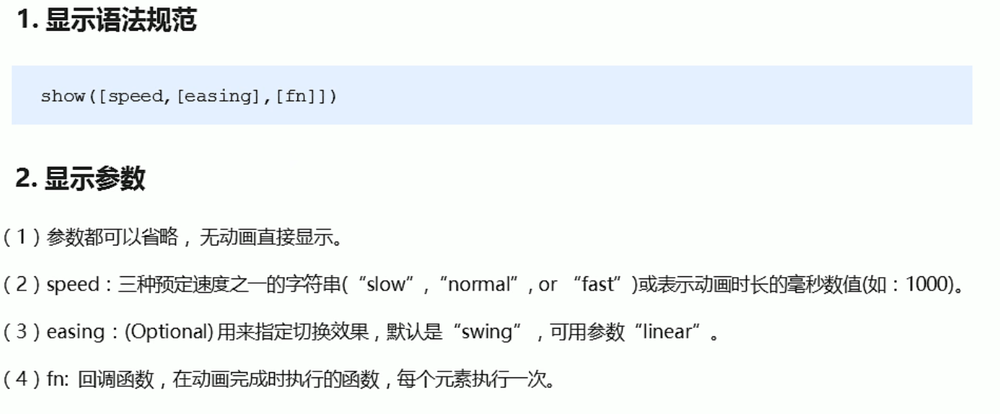 1. 显示语法规范
show([speed,[easing],[fn]])
2. 显示参数
（1）参数都可以省略，无动画直接显示。
（2）speed：三种预定速度之一的字符串(“slow”,“normal”, or “fast”)或表示动画时长的毫秒数值(如：1000)。
（3）easing：(Optional) 用来指定切换效果，默认是“swing”，可用参数“linear”。
（4）fn: 回调函数，在动画完成时执行的函数，每个元素执行一次。